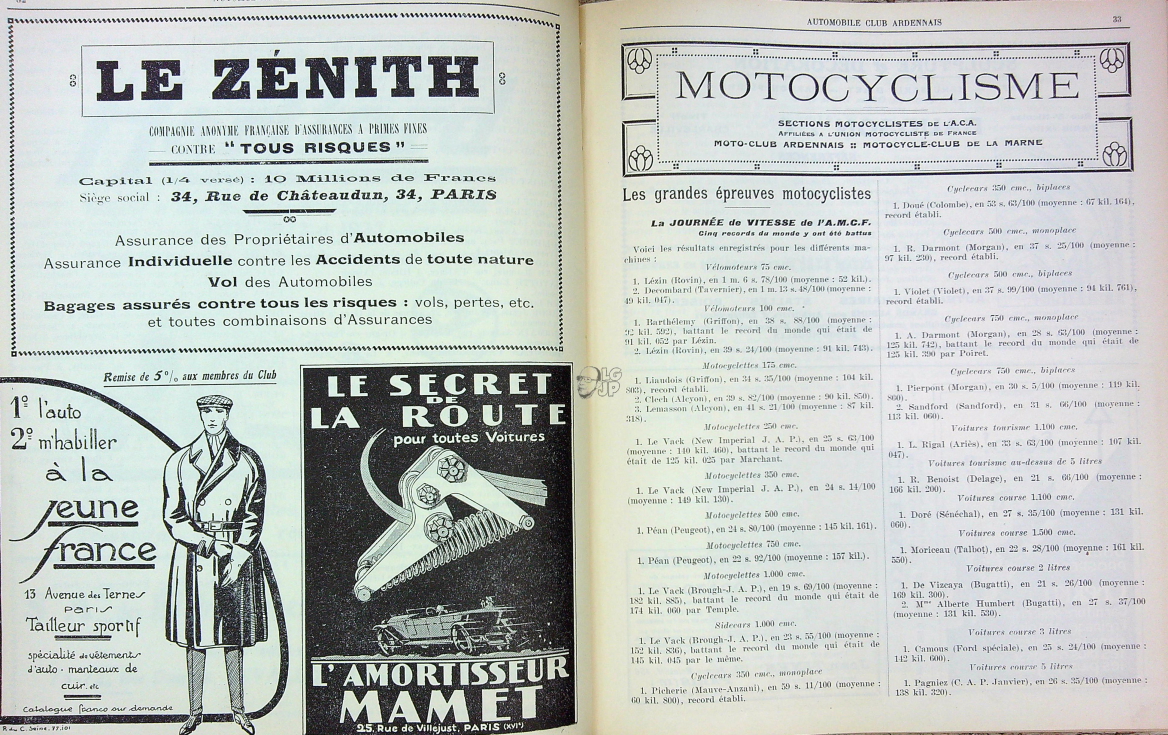 LE ZÉNITH
COMPAGNIE ANONYME FRANÇAISE D'ASSURANCES A PRIMES FIXES
CONTRE "TOUS RISQUES"
Capital (1/4 versé) : 10 Millions de Francs
Siège social : 34, Rue de Châteaudun, 34, PARIS
Assurance des Propriétaires d'Automobiles
Assurance Individuelle contre les Accidents de toute nature
Vol des Automobiles
Bagages assurés contre tous les risques : vols, pertes, etc.
et toutes combinaisons d'Assurances
Remise de 5 % aux membres du Club
1º l'auto
2º m'habiller
à la
Jeune
france
13 Avenue des Ternes
PARIS
Tailleur sportif
spécialité de vêtements
d'auto - manteaux de
cuir. etc
Catalogue franco sur demande
R. du C. Seine. 77.101
LE SECRET
DE
LA ROUTE
pour toutes Voitures
L'AMORTISSEUR
MAMET
25, Rue de Villejust, PARIS (XVIe)
AUTOMOBILE CLUB ARDENNAIS
33
MOTOCYCLISME
SECTIONS MOTOCYCLISTES DE L'A.C.A.
AFFILIÉES A L'UNION MOTOCYCLISTE DE FRANCE
MOTO-CLUB ARDENNAIS :: MOTOCYCLE-CLUB DE LA MARNE
Les grandes épreuves motocyclistes
La JOURNÉE de VITESSE de l'A.M.C.F.
Cinq records du monde y ont été battus
Voici les résultats enregistrés pour les différents ma-
chines :
Vélomoteurs 75 cmc.
1. Lézin (Rovin), en 1 m. 6 s. 78/100 (moyenne : 52 kil.).
2. Decombard (Tavernier), en 1 m. 13 s. 48/100 (moyenne :
49 kil. 047).
Vélomoteurs 100 cmc.
1. Barthélemy (Griffon), en 38 s. 88/100 (moyenne :
92 kil. 592), battant le record du monde qui était de
91 kil. 052 par Lézin.
2. Lézin (Rovin), en 39 s. 24/100 (moyenne : 91 kil. 743).
Motocyclettes 175 cmc.
1. Liaudois (Griffon), en 34 s. 35/100 (moyenne : 104 kil.
803), record établi.
2. Clech (Alcyon), en 39 s. 82/100 (moyenne : 90 kil. 850).
3. Lemasson (Alcyon), en 41 s. 21/100 (moyenne : 87 kil.
318).
Motocyclettes 250 cmc.
1. Le Vack (New Imperial J. A. P.), en 25 s. 63/100
(moyenne : 140 kil. 460), battant le record du monde qui
était de 125 kil. 025 par Marchant.
Motocyclettes 350 cmc.
1. Le Vack (New Imperial J. A. P.), en 24 s. 14/100
(moyenne : 149 kil. 130).
Motocyclettes 500 cmc.
1. Péan (Peugeot), en 24 s. 80/100 (moyenne : 145 kil. 161).
Motocyclettes 750 cmc.
1. Péan (Peugeot), en 22 s. 92/100 (moyenne : 157 kil.).
Motocyclettes 1.000 cmc.
1. Le Vack (Brough-J. A. P.), en 19 s. 69/100 (moyenne :
182 kil. 885), battant le record du monde qui était de
174 kil. 060 par Temple.
Sidecars 1.000 cmc.
1. Le Vack (Brough-J. A. P.), en 23 s. 55/100 (moyenne :
152 kil. 836), battant le record du monde qui était de
145 kil. 045 par le même.
Cyclecars 350 cmc, monoplace
1. Picherie (Mauve-Anzani), en 59 s. 11/100 (moyenne :
60 kil. 800), record établi.
Cyclecars 350 cmc, biplaces
1. Doué (Colombe), en 53 s. 63/100 (moyenne : 67 kil. 164),
record établi.
Cyclecars 500 cmc., monoplace
1. R. Darmont (Morgan), en 37 s. 25/100 (moyenne :
97 kil. 230), record établi.
Cyclecars 500 cmc., biplaces
1. Violet (Violet), en 37 s. 99/100 (moyenne : 94 kil. 761),
record établi.
Cyclecars 750 cmc., monoplace
1. A. Darmont (Morgan), en 28 s. 63/100 (moyenne :
125 kil. 742), battant le record du monde qui était de
125 kil. 390 par Poiret.
Cyclecars 750 cmc., biplaces
1. Pierpont (Morgan), en 30 s. 5/100 (moyenne : 119 kil.
800).
2. Sandford (Sandford), en 31 s. 66/100 (moyenne :
113 kil. 060).
Voitures tourisme 1.100 cmc.
1. L. Rigal (Ariès), en 33 s. 63/100 (moyenne : 107 kil.
047).
Voitures tourisme au-dessus de 5 litres
1. R. Benoist (Delage), en 21 s. 66/100 (moyenne :
166 kil. 200).
Voitures course 1.100 cmc.
1. Doré (Sénéchal), en 27 s. 35/100 (moyenne : 131 kil.
060).
Voitures course 1.500 cmc.
1. Moriceau (Talbot), en 22 s. 28/100 (moyenne : 161 kil.
550).
Voitures course 2 litres
1. De Vizcaya (Bugatti), en 21 s. 26/100 (moyenne :
169 kil. 300).
2. Mme Alberte Humbert (Bugatti), en 27 s. 37/100
(moyenne : 131 kil. 530).
Voitures course 3 litres
1. Camous (Ford spéciale), en 25 s. 24/100 (moyenne :
142 kil. 600).
Voitures course 5 litres
1. Pagniez (C. A. P. Janvier), en 26 s. 35/100 (moyenne :
138 kil. 320).